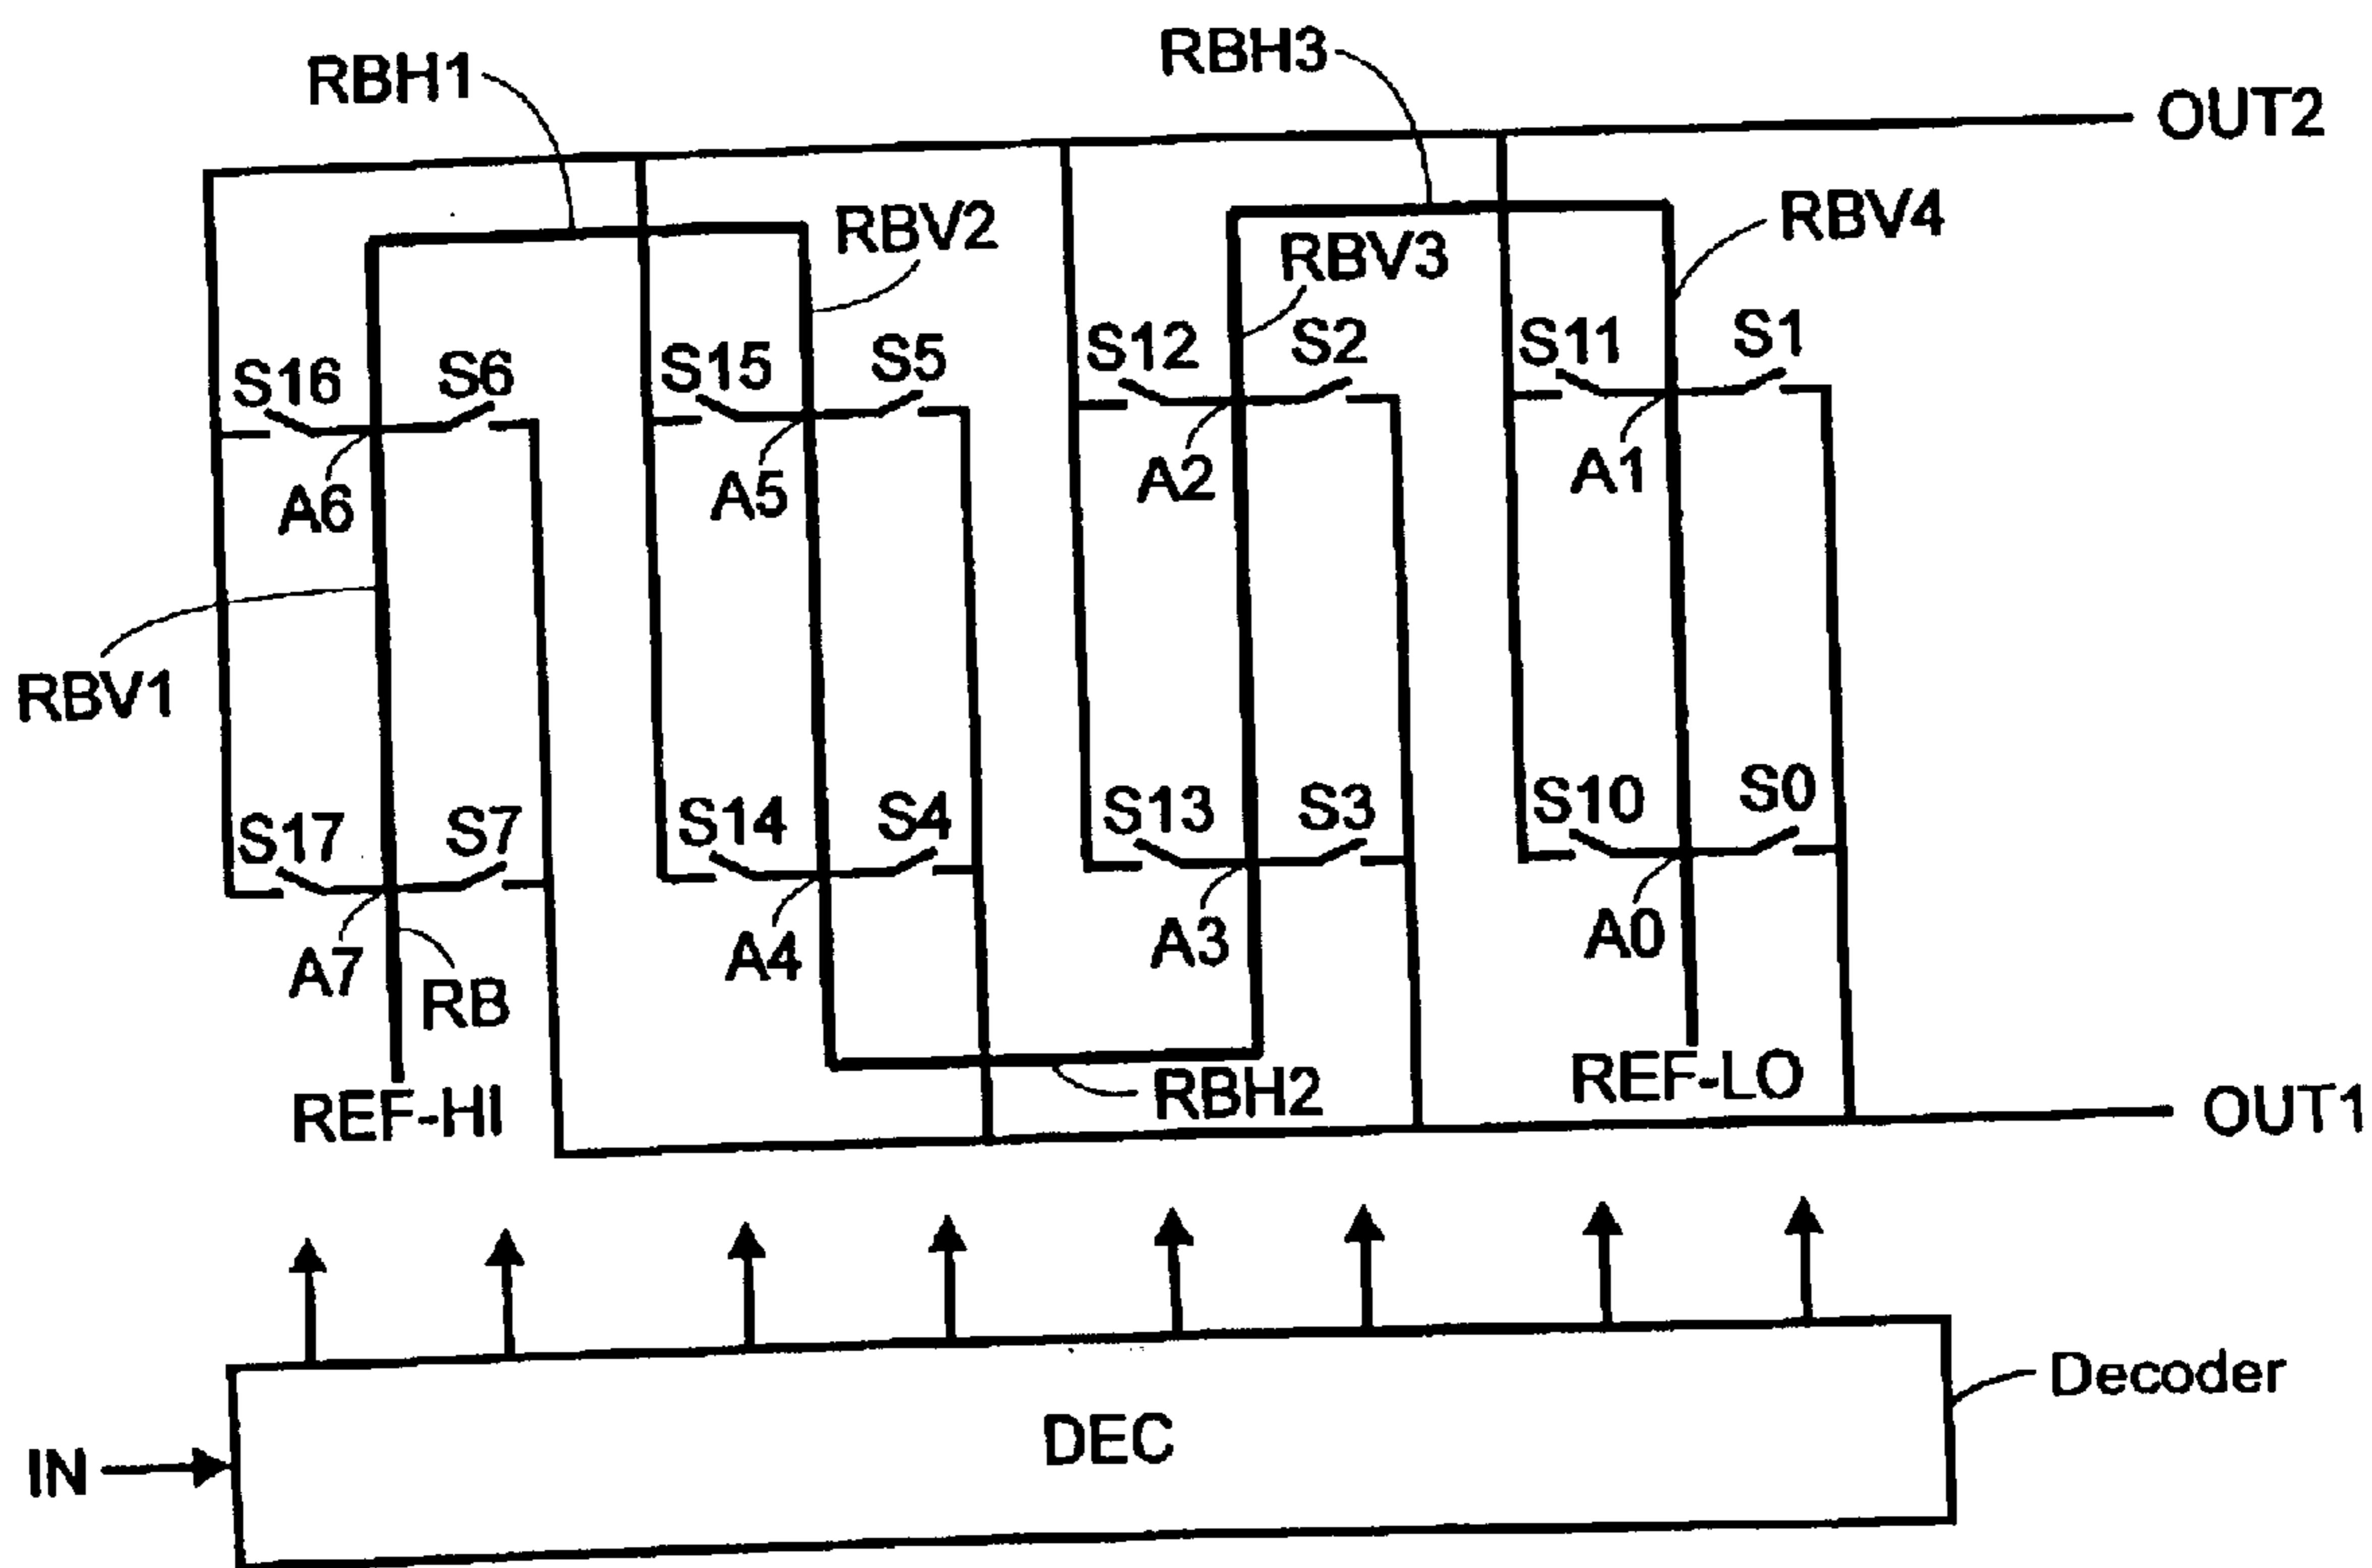 RBH1
RBH3
OUT2
RBV2
RBV3
RBV4
S16
S6
S15
S5
S12
S2
S11
S1
A6
A5
A2
A1
RBV1
S17
S7
S14
S4
S13
S3
S10
S0
A7
RB
A4
A3
A0
REF-HI
RBH2
REF-LO
OUT1
Decoder
IN
DEC